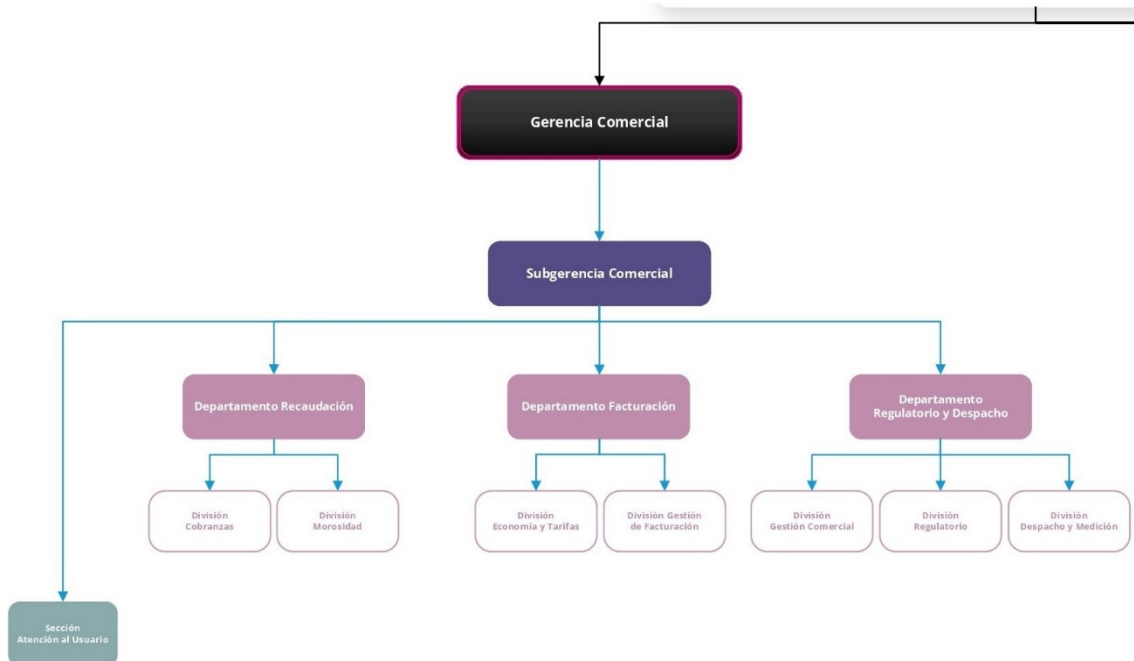 Gerencia Comercial
Subgerencia Comercial
Departamento Recaudación
Departamento Facturación
Departamento
Regulatorio y Despacho
División
Cobranzas
División
Morosidad
División
Economía y Tarifas
División Gestión
de Facturación
División
Gestión Comercial
División
Regulatorio
División
Despacho y Medición
Sección
Atención al Usuario